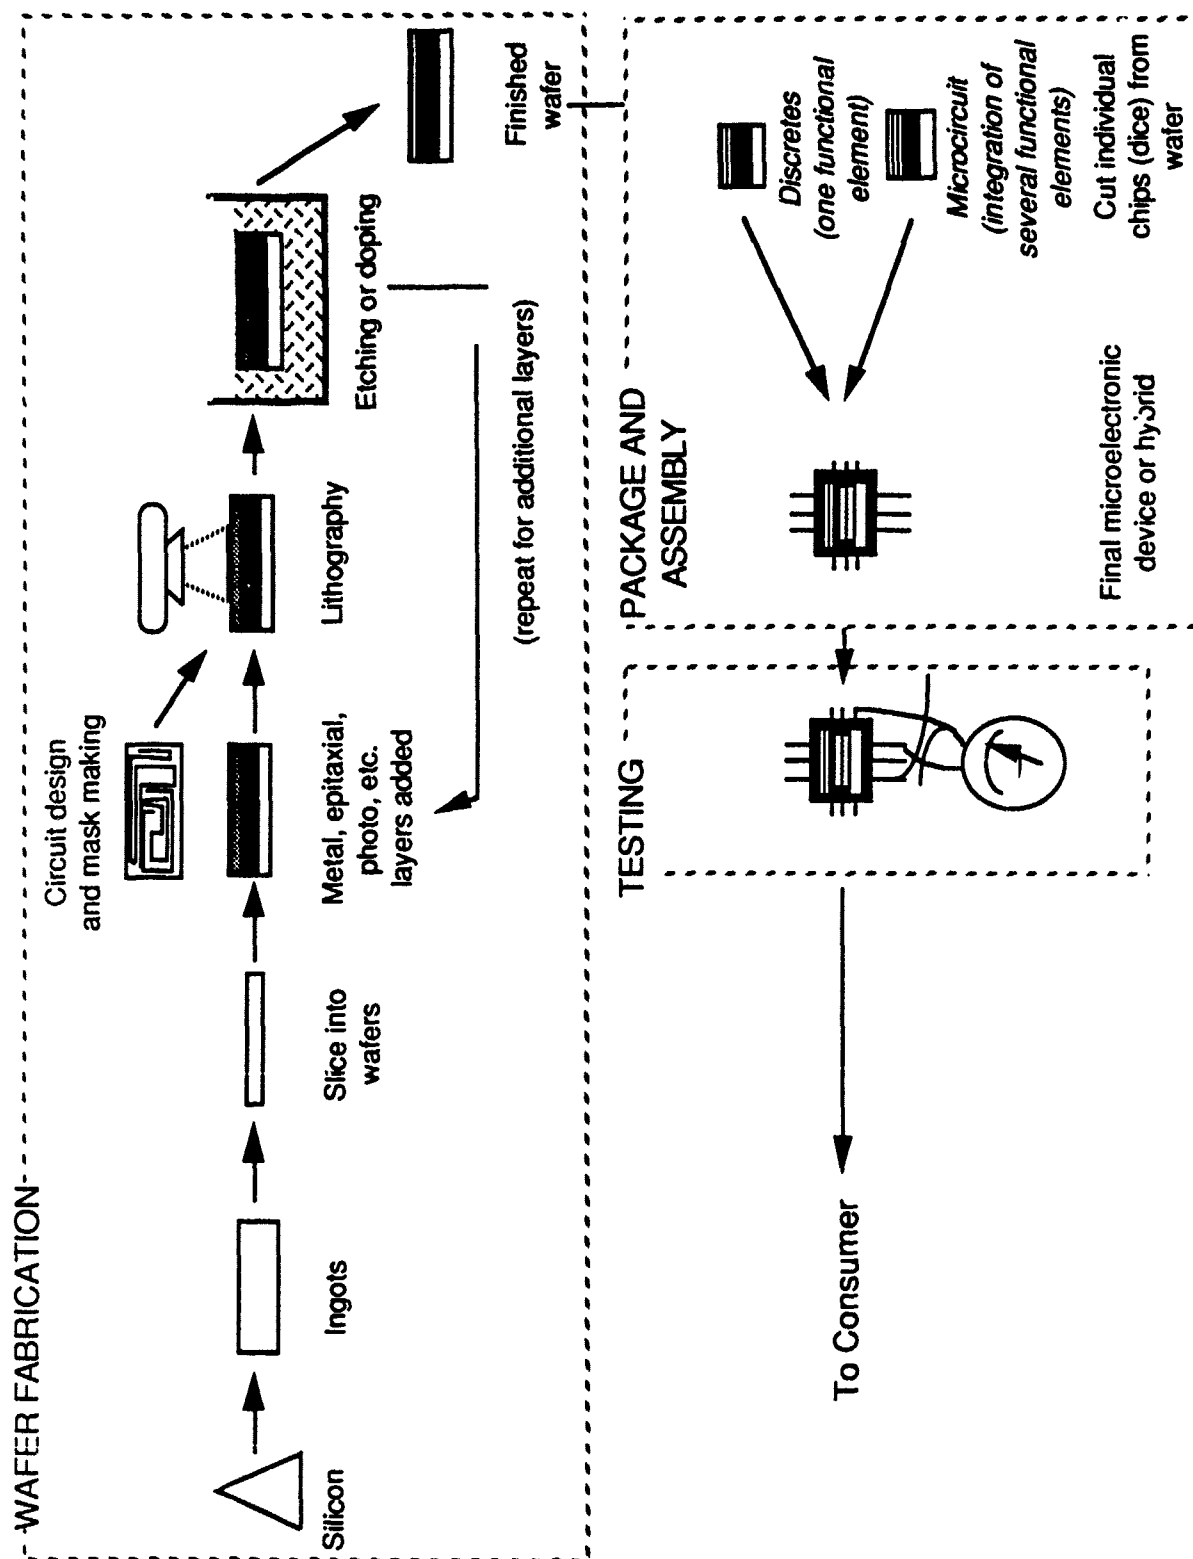 WAFER FABRICATION
Circuit design
and mask making
Silicon
Ingots
Slice into
wafers
Metal, epitaxial,
photo, etc.
layers added
Lithography
Etching or doping
(repeat for additional layers)
Finished
wafer
TESTING
PACKAGE AND
ASSEMBLY
Discretes
(one functional
element)
Microcircuit
(integration of
several functional
elements)
Cut individual
chips (dice) from
wafer
Final microelectronic
device or hybrid
To Consumer